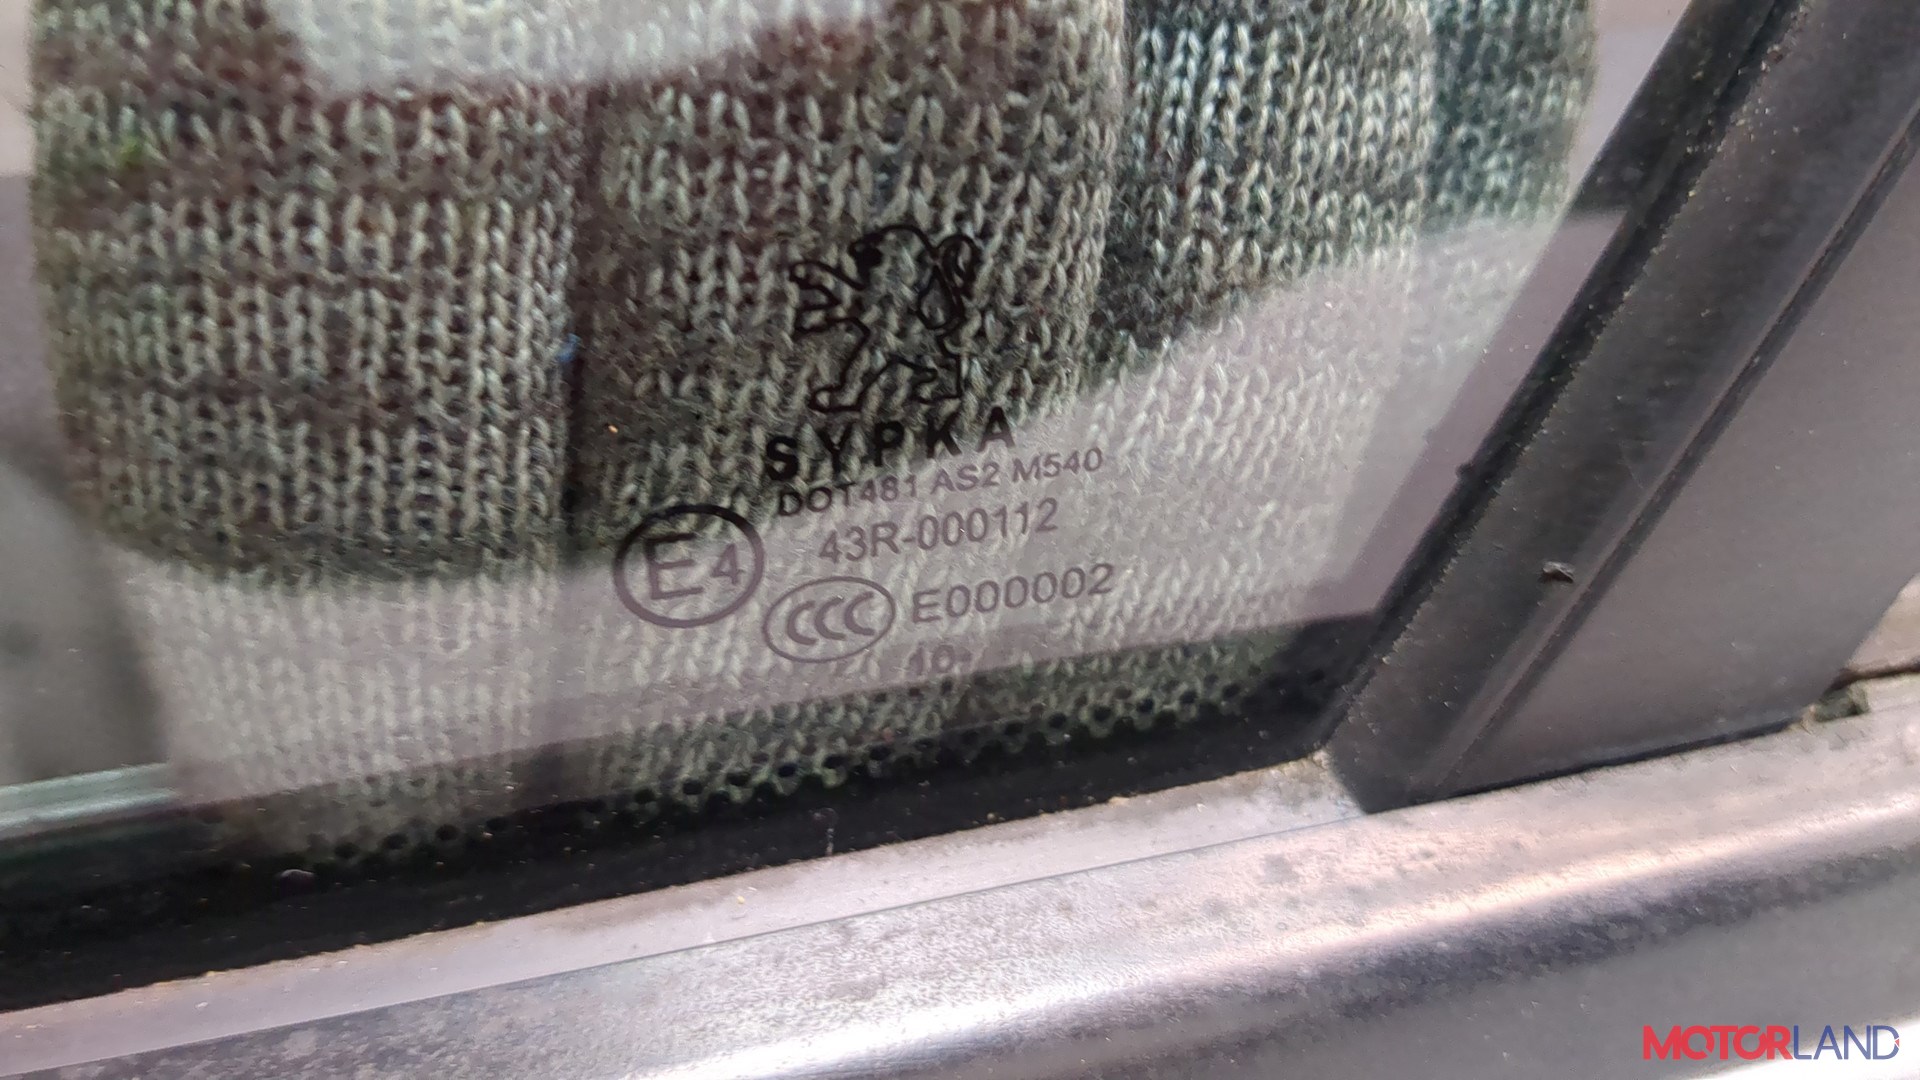 SYPKA
DOT481 AS2 M540
43R-000112
E4
CCC E000002
MOTORLAND